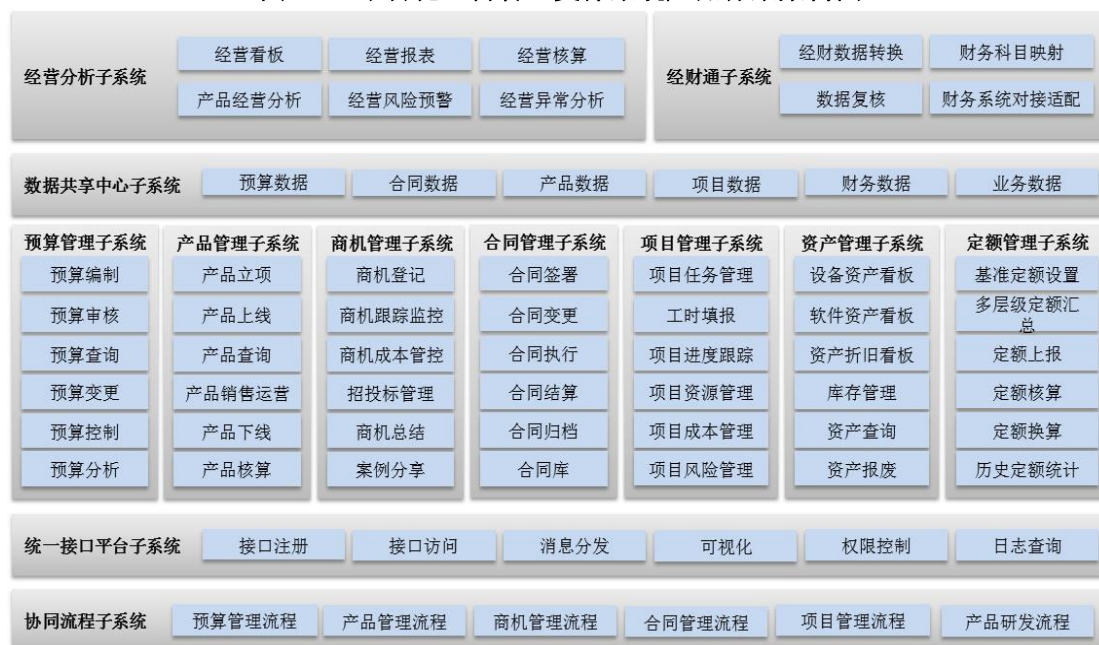 经营分析子系统
经营看板 经营报表 经营核算
产品经营分析 经营风险预警 经营异常分析
经财通子系统
经财数据转换 财务科目映射
数据复核 财务系统对接适配
数据共享中心子系统 预算数据 合同数据 产品数据 项目数据 财务数据 业务数据
预算管理子系统
预算编制
预算审核
预算查询
预算变更
预算控制
预算分析
产品管理子系统
产品立项
产品上线
产品查询
产品销售运营
产品下线
产品核算
商机管理子系统
商机登记
商机跟踪监控
商机成本管控
招投标管理
商机总结
案例分享
合同管理子系统
合同签署
合同变更
合同执行
合同结算
合同归档
合同库
项目管理子系统
项目任务管理
工时填报
项目进度跟踪
项目资源管理
项目成本管理
项目风险管理
资产管理子系统
设备资产看板
软件资产看板
资产折旧看板
库存管理
资产查询
资产报废
定额管理子系统
基准定额设置
多层级定额汇
总
定额上报
定额核算
定额换算
历史定额统计
统一接口平台子系统 接口注册 接口访问 消息分发 可视化 权限控制 日志查询
协同流程子系统 预算管理流程 产品管理流程 商机管理流程 合同管理流程 项目管理流程 产品研发流程